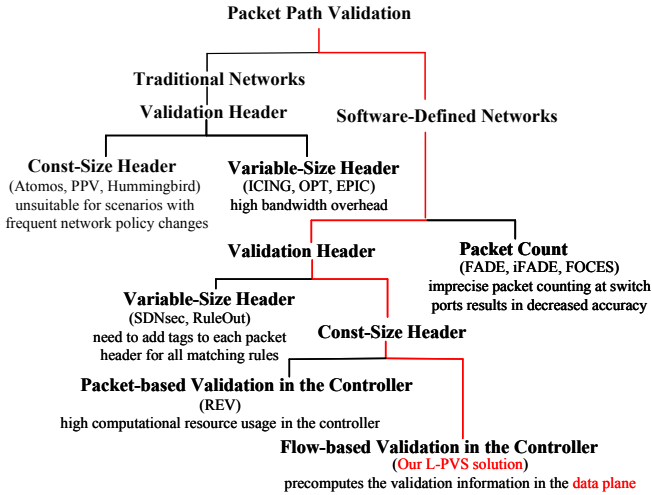 Packet Path Validation
Traditional Networks
Validation Header
Software-Defined Networks
Const-Size Header
(Atomos, PPV, Hummingbird)
unsuitable for scenarios with
frequent network policy changes
Variable-Size Header
(ICING, OPT, EPIC)
high bandwidth overhead
Validation Header
Packet Count
(FADE, iFADE, FOCES)
imprecise packet counting at switch
ports results in decreased accuracy
Variable-Size Header
(SDNsec, RuleOut)
need to add tags to each packet
header for all matching rules
Const-Size Header
Packet-based Validation in the Controller
(REV)
high computational resource usage in the controller
Flow-based Validation in the Controller
(Our L-PVS solution)
precomputes the validation information in the data plane